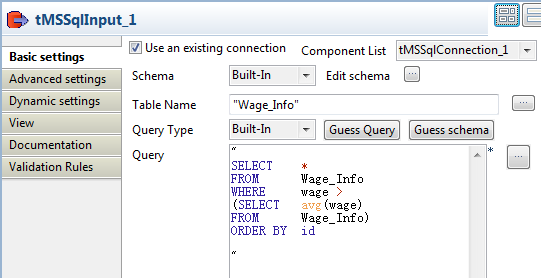 tMSSqlInput_1
Basic settings
Advanced settings
Dynamic settings
View
Documentation
Validation Rules
Use an existing connection Component List tMSSqlConnection_1
Schema Built-In Edit schema ...
Table Name "Wage_Info" ...
Query Type Built-In Guess Query Guess schema
Query " * ...
SELECT *
FROM Wage_Info
WHERE wage >
(SELECT avg(wage)
FROM Wage_Info)
ORDER BY id
"